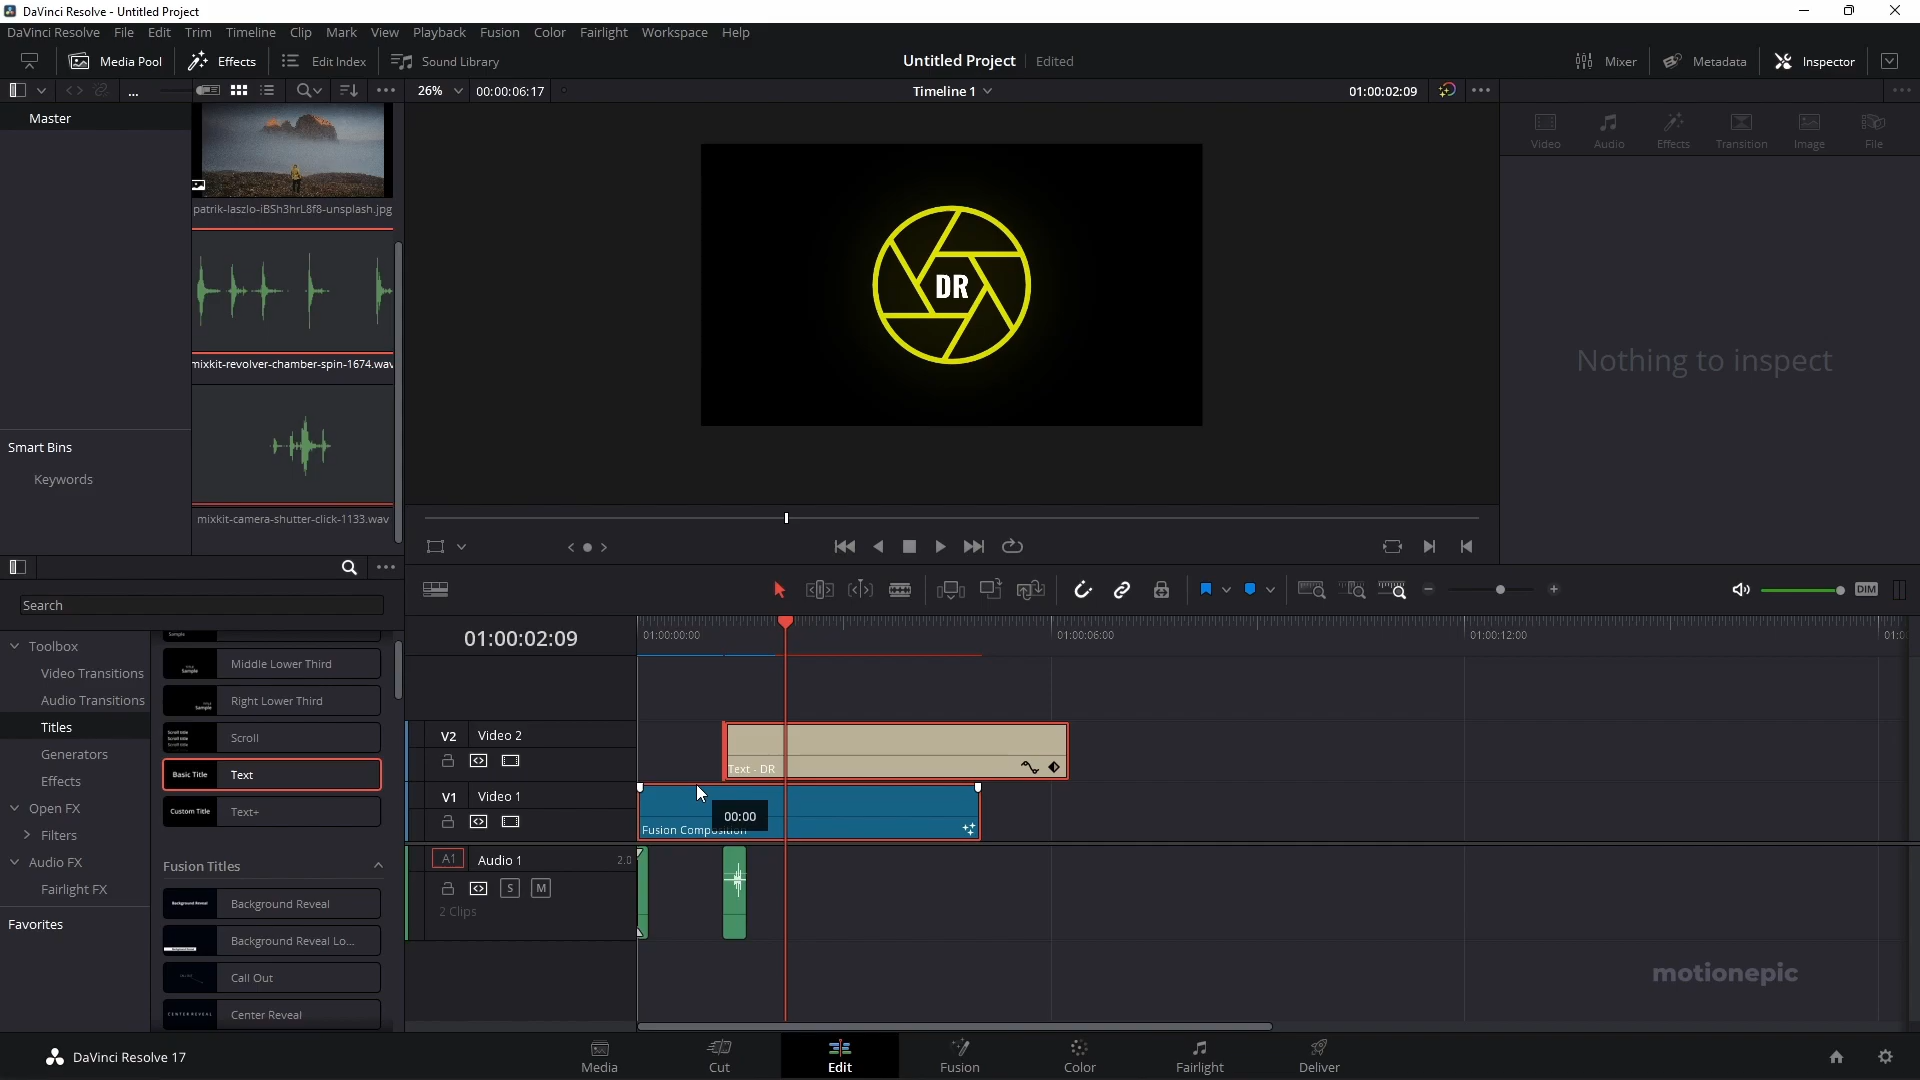 DaVinci Resolve - Untitled Project
DaVinci Resolve File Edit Trim Timeline Clip Mark View Playback Fusion Color Fairlight Workspace Help
Media Pool Effects Edit Index Sound Library Untitled Project Edited Mixer Metadata Inspector
... 26% 00:00:06:17 Timeline 1 01:00:02:09
Master
Video Audio Effects Transition Image File
patrik-laszlo-iBSh3hrL8f8-unsplash.jpg
DR
Nothing to inspect
mixkit-revolver-chamber-spin-1674.wav
Smart Bins
Keywords
mixkit-camera-shutter-click-1133.wav
Search
DIM
01:00:02:09 01:00:00:00 01:00:06:00 01:00:12:00 01:0
Toolbox
Video Transitions
Audio Transitions
Titles
Generators
Effects
Open FX
Filters
Audio FX
Fairlight FX
Favorites
Sample
Middle Lower Third
Right Lower Third
Scroll
Basic Title Text
Custom Title Text+
Fusion Titles
Background Reveal Background Reveal
Background Reveal Lo...
Call Out
CENTER REVEAL Center Reveal
V2 Video 2
Text - DR
V1 Video 1
00:00
Fusion Composition
A1 Audio 1 2.0
S M
2 Clips
motionepic
DaVinci Resolve 17
Media Cut Edit Fusion Color Fairlight Deliver